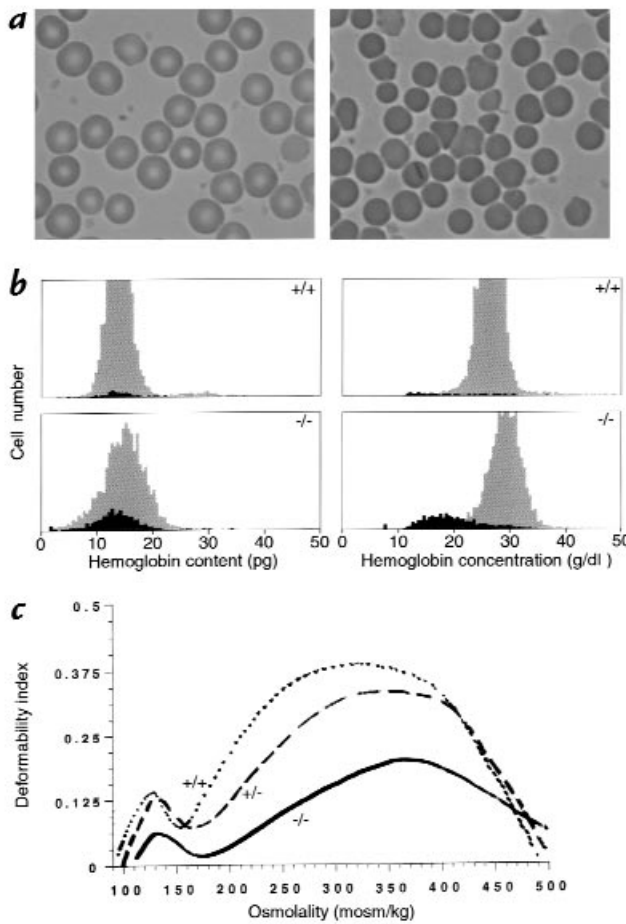 a
b
+/+
+/+
Cell number
-/-
-/-
0 10 20 30 40 50
0 10 20 30 40 50
Hemoglobin content (pg)
Hemoglobin concentration (g/dl )
c
0.5
0.375
0.25
0.125
0
Deformability index
+/+
+/-
-/-
100 150 200 250 300 350 400 450 500
Osmolality (mosm/kg)